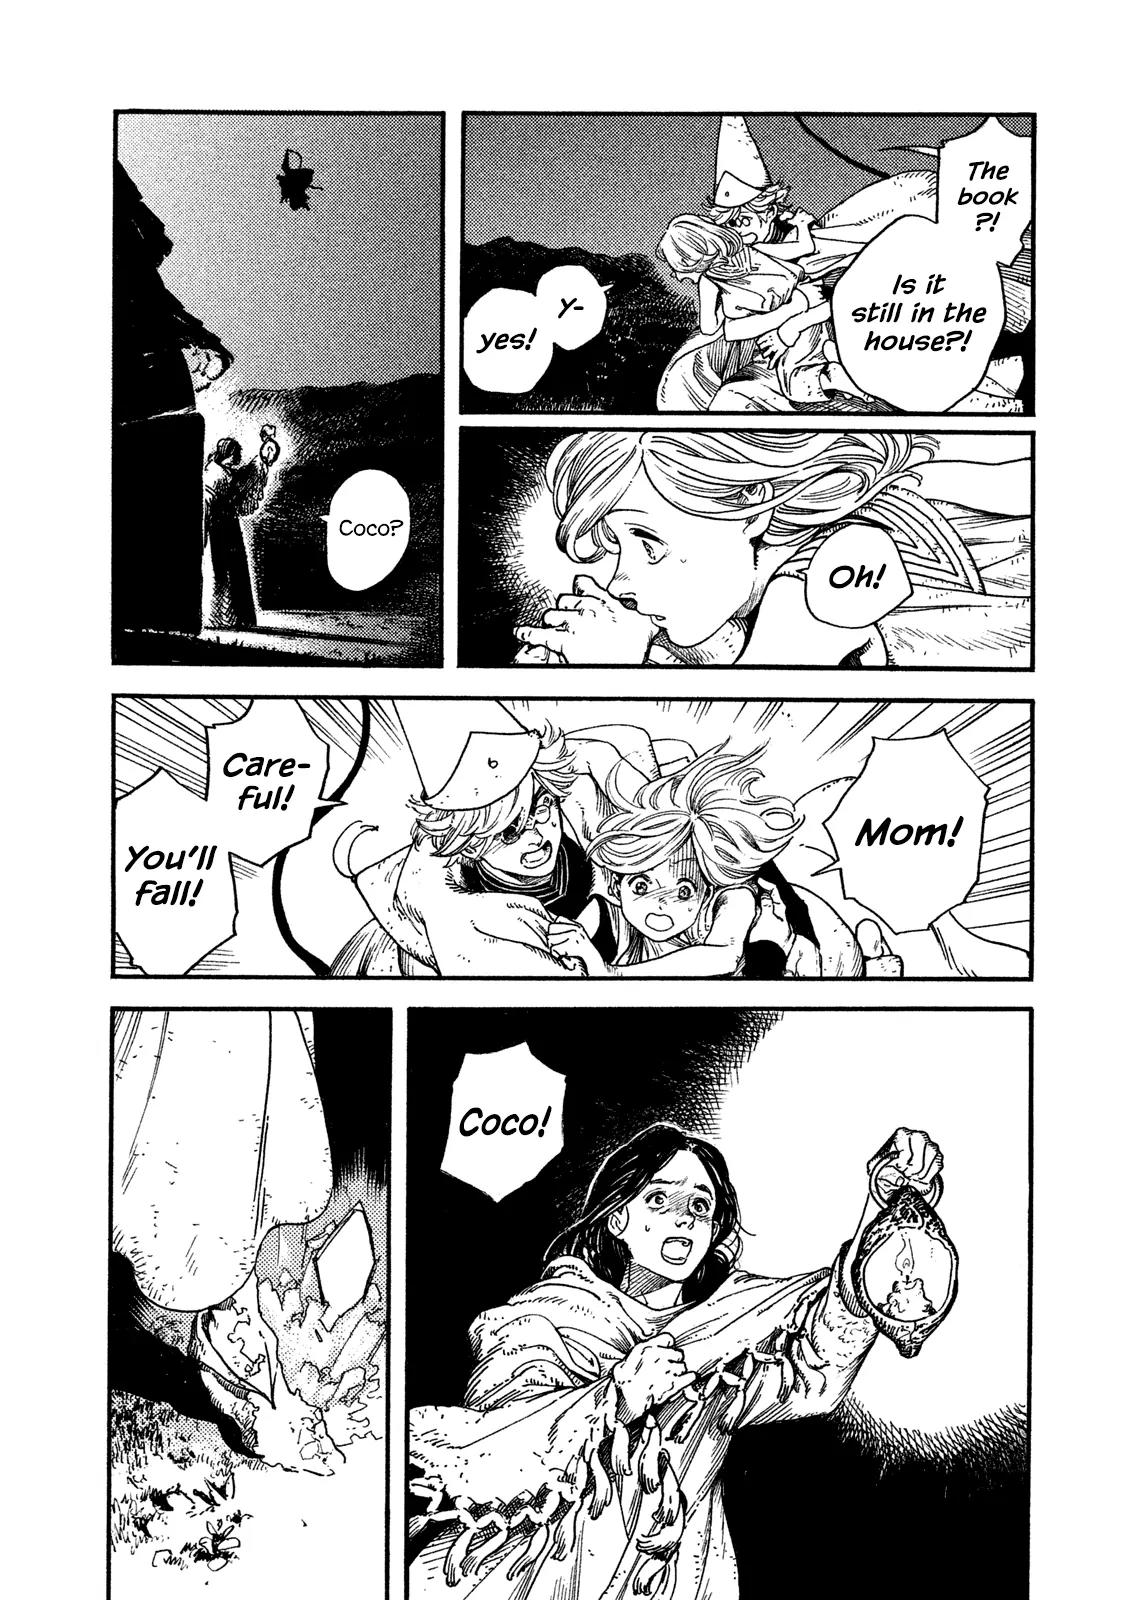 The
book
?!
Is it
still in
the
house?!
Y-
yes!
Oh!
Coco?
Mom!
Care-
ful!
You'll
fall!
Coco!